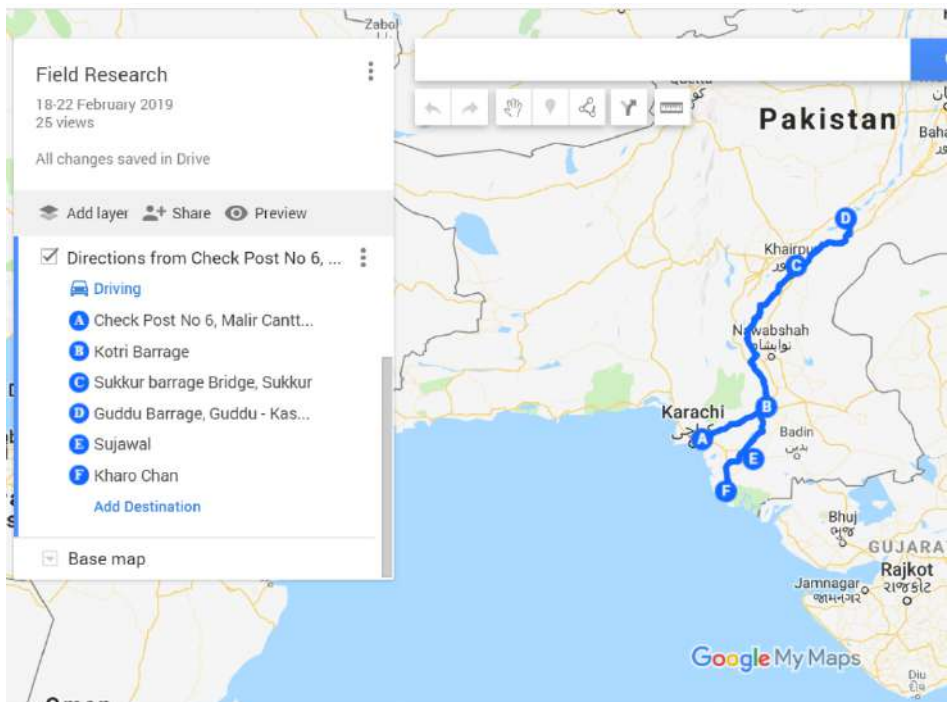 Zabol
Field Research
18-22 February 2019
25 views
All changes saved in Drive
Add layer
Share
Preview
Directions from Check Post No 6, ...
Driving
A Check Post No 6, Malir Cantt...
B Kotri Barrage
C Sukkur barrage Bridge, Sukkur
D Guddu Barrage, Guddu - Kas...
E Sujawal
F Kharo Chan
Add Destination
Base map
Pakistan
D
C
Nawabshah
نوابشاه
Karachi
کراچی
A
B
Badin
بدین
E
F
Bhuj
ભુજ
Rajkot
રાજકોટ
Jamnagar
જામનગર
Google My Maps
Diu